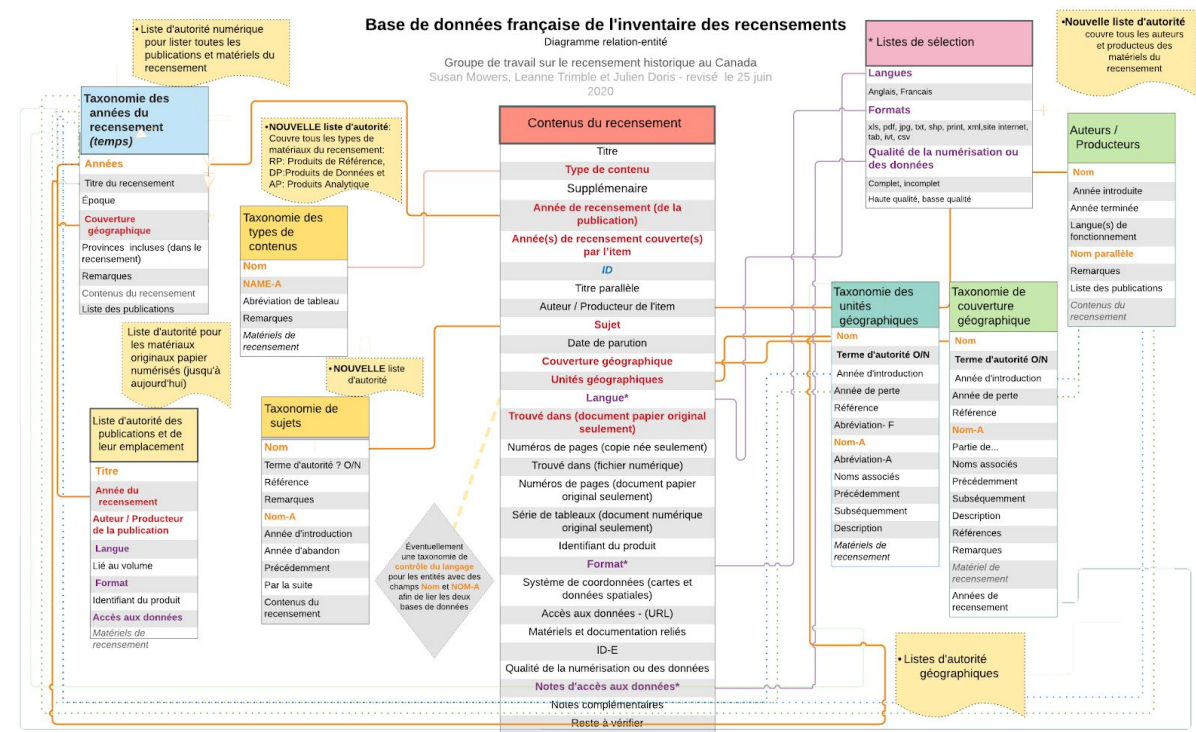 Base de données française de l'inventaire des recensements
Diagramme relation-entité
Groupe de travail sur le recensement historique au Canada
Susan Mowers, Leanne Trimble et Julien Doris - revisé le 25 juin
2020
• Liste d'autorité numérique
pour lister toutes les
publications et matériels du
recensement
Taxonomie des
années du
recensement
(temps)
Années
Titre du recensement
Époque
Couverture
géographique
Provinces incluses (dans le
recensement)
Remarques
Contenus du recensement
Liste des publications
•NOUVELLE liste d'autorité:
Couvre tous les types de
matériaux du recensement:
RP: Produits de Référence,
DP:Produits de Données et
AP: Produits Analytique
Taxonomie des
types de
contenus
Nom
NAME-A
Abréviation de tableau
Remarques
Matériels de
recensement
Liste d'autorité pour
les matériaux
originaux papier
numérisés (jusqu'à
aujourd'hui)
• NOUVELLE liste
d'autorité
Liste d'autorité des
publications et de
leur emplacement
Titre
Année du
recensement
Auteur / Producteur
de la publication
Langue
Lié au volume
Format
Identifiant du produit
Accès aux données
Matériels de
recensement
Taxonomie de
sujets
Nom
Terme d'autorité ? O/N
Référence
Remarques
Nom-A
Année d'introduction
Année d'abandon
Précédemment
Par la suite
Contenus du
recensement
Éventuellement
une taxonomie de
contrôle du langage
pour les entités avec des
champs Nom et NOM-A
afin de lier les deux
bases de données
Contenus du recensement
Titre
Type de contenu
Supplémenaire
Année de recensement (de la
publication)
Année(s) de recensement couverte(s)
par l'item
ID
Titre parallèle
Auteur / Producteur de l'item
Sujet
Date de parution
Couverture géographique
Unités géographiques
Langue*
Trouvé dans (document papier original
seulement)
Numéros de pages (copie née seulement)
Trouvé dans (fichier numérique)
Numéros de pages (document papier
original seulement)
Série de tableaux (document numérique
original seulement)
Identifiant du produit
Format*
Système de coordonnées (cartes et
données spatiales)
Accès aux données - (URL)
Matériels et documentation reliés
ID-E
Qualité de la numérisation ou des données
Notes d'accès aux données*
Notes complémentaires
Reste à vérifier
* Listes de sélection
Langues
Anglais, Francais
Formats
xls, pdf, jpg, txt, shp, print, xml,site internet,
tab, ivt, csv
Qualité de la numérisation ou
des données
Complet, incomplet
Haute qualité, basse qualité
•Nouvelle liste d'autorité
couvre tous les auteurs
et producteus des
matériels du
recensement
Auteurs /
Producteurs
Nom
Année introduite
Année terminée
Langue(s) de
fonctionnement
Nom parallèle
Remarques
Liste des publications
Contenus du
recensement
Taxonomie des
unités
géographiques
Nom
Terme d'autorité O/N
Année d'introduction
Année de perte
Référence
Abréviation- F
Nom-A
Abréviation-A
Noms associés
Précédemment
Subséquemment
Description
Matériels de
recensement
Taxonomie de
couverture
géographique
Nom
Terme d'autorité O/N
Année d'introduction
Année de perte
Référence
Nom-A
Partie de...
Noms associés
Précédemment
Subséquemment
Description
Références
Remarques
Matériel de
recensement
Années de
recensement
• Listes d'autorité
géographiques